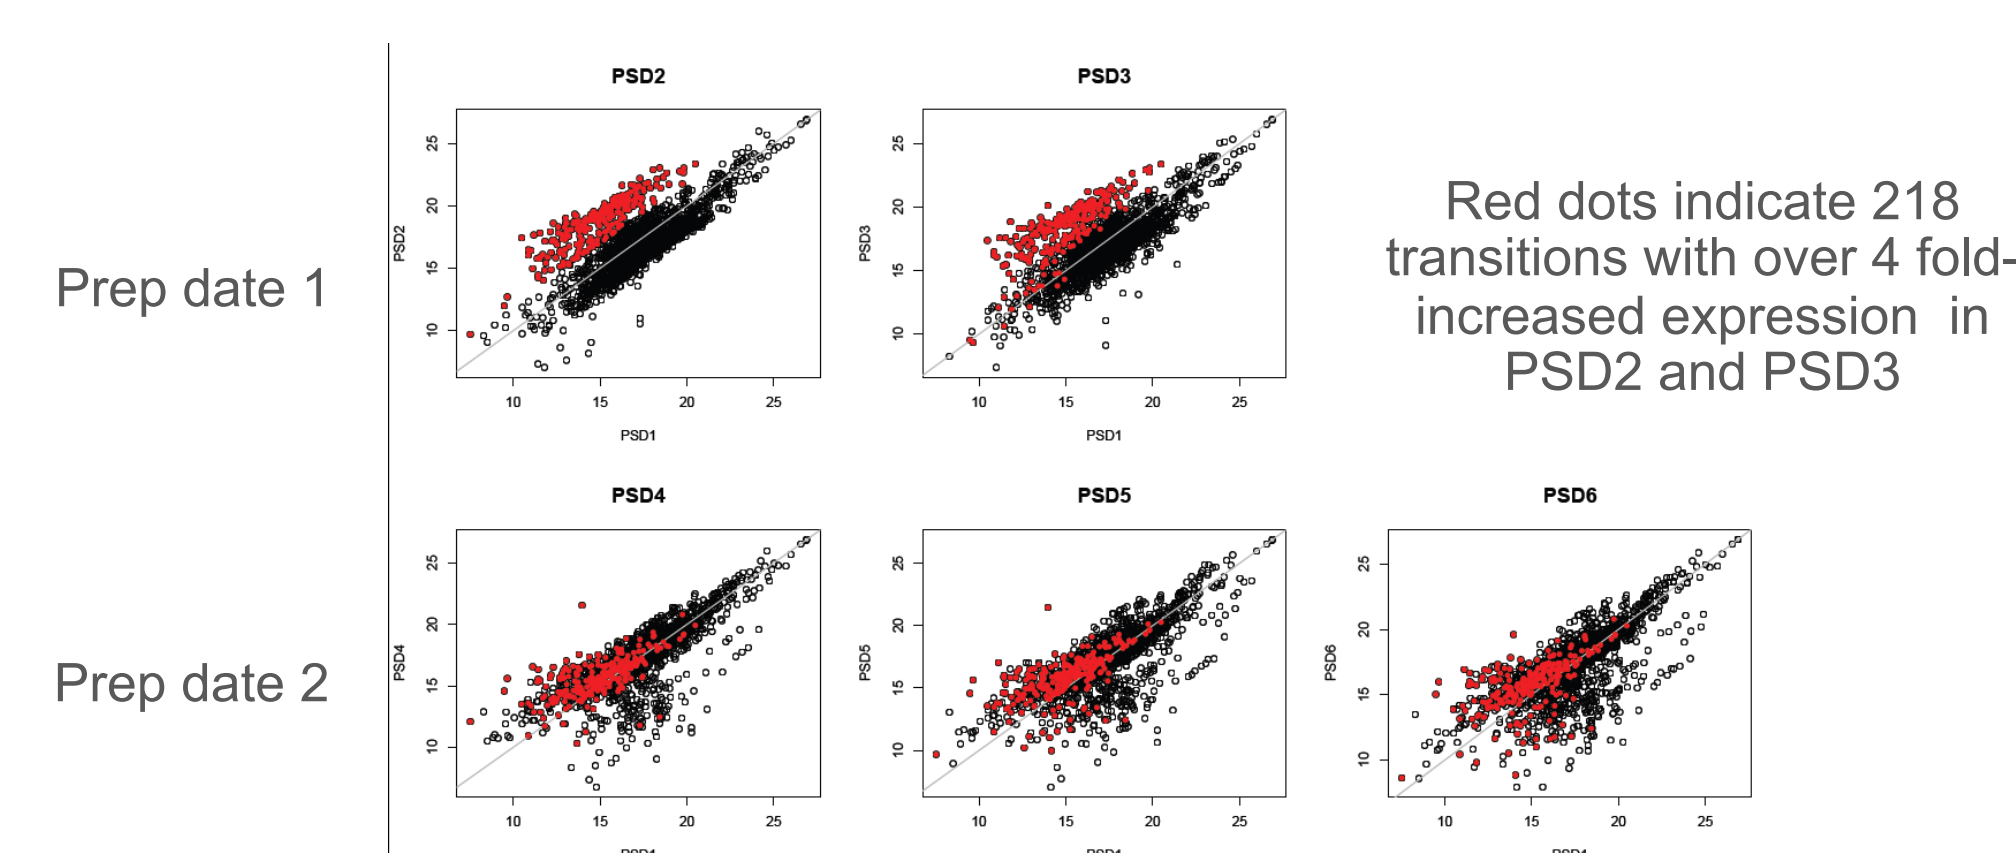 PSD2
PSD3
Prep date 1
PSD2
25
20
15
10
10 15 20 25
PSD1
PSD3
25
20
15
10
10 15 20 25
PSD1
Red dots indicate 218
transitions with over 4 fold-
increased expression in
PSD2 and PSD3
PSD4
PSD5
PSD6
Prep date 2
PSD4
25
20
15
10
10 15 20 25
PSD1
PSD5
25
20
15
10
10 15 20 25
PSD1
PSD6
25
20
15
10
10 15 20 25
PSD1